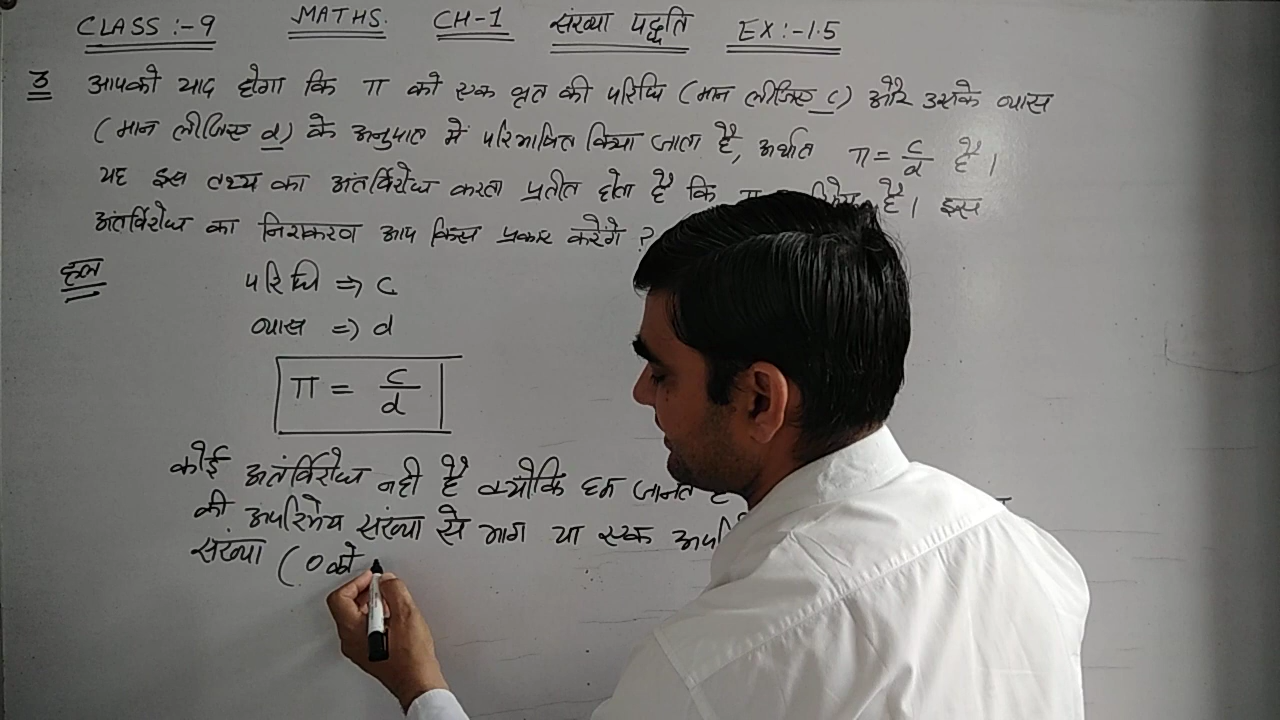 CLASS :- 9 MATHS. CH-1 संख्या पद्धति EX:-1.5
3 आपको याद होगा कि π को एक वृत की परिधि (मान लीजिए c) और उसके व्यास
(मान लीजिए d) के अनुपात में परिभाषित किया जाता है, अर्थात π = c/d है।
यह इस तथ्य का अंतर्विरोध करता प्रतीत होता है कि है। इस
अंतर्विरोध का निराकरण आप किस प्रकार करेंगे ?
हल परिधि ⇒ c
व्यास ⇒ d
π = c/d
कोई अतंर्विरोध नही है क्योकि हम जानते
की अपरिमेय संख्या से भाग या एक
संख्या (0 को